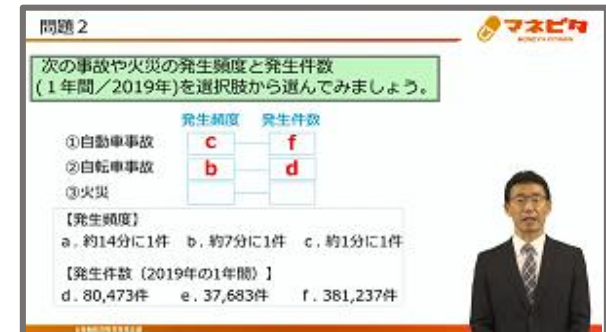 問題2
マネビタ
次の事故や火災の発生頻度と発生件数
(1年間/2019年)を選択肢から選んでみましょう。
発生頻度 発生件数
①自動車事故 c f
②自転車事故 b d
③火災
【発生頻度】
a. 約14分に1件 b. 約7分に1件 c. 約1分に1件
【発生件数(2019年の1年間)】
d. 80,473件 e. 37,683件 f. 381,237件